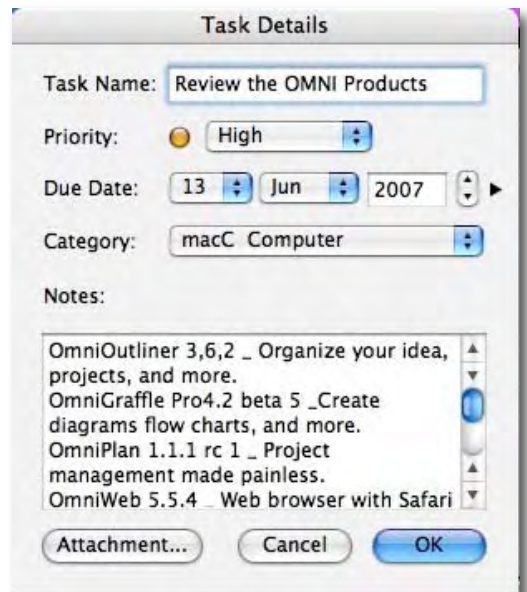 Task Details
Task Name: Review the OMNI Products
Priority: High
Due Date: 13 Jun 2007
Category: macC Computer
Notes:
OmniOutliner 3,6,2 _ Organize your idea,
projects, and more.
OmniGraffle Pro4.2 beta 5 _Create
diagrams flow charts, and more.
OmniPlan 1.1.1 rc 1 _ Project
management made painless.
OmniWeb 5.5.4 _ Web browser with Safari
Attachment... Cancel OK